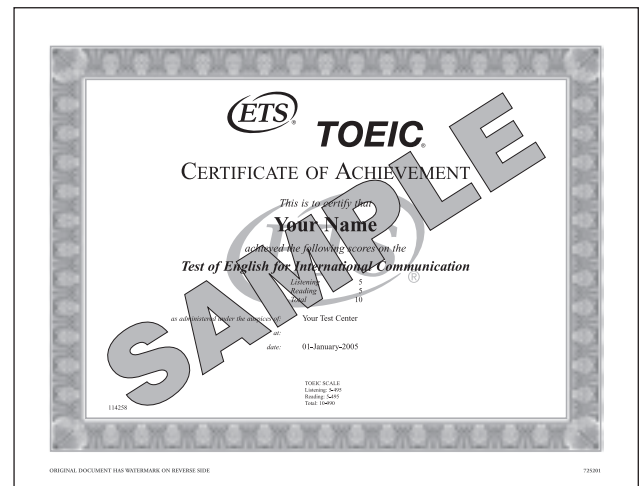 ETS®
TOEIC®
CERTIFICATE OF ACHIEVEMENT
This is to certify that
Your Name
achieved the following scores on the
Test of English for International Communication
Listening 5
Reading 5
Total 10
as administered under the auspices of: Your Test Center
at:
date: 01-January-2005
TOEIC SCALE
Listening: 5-495
Reading: 5-495
Total: 10-990
114258
SAMPLE
ETS®
ORIGINAL DOCUMENT HAS WATERMARK ON REVERSE SIDE 725201